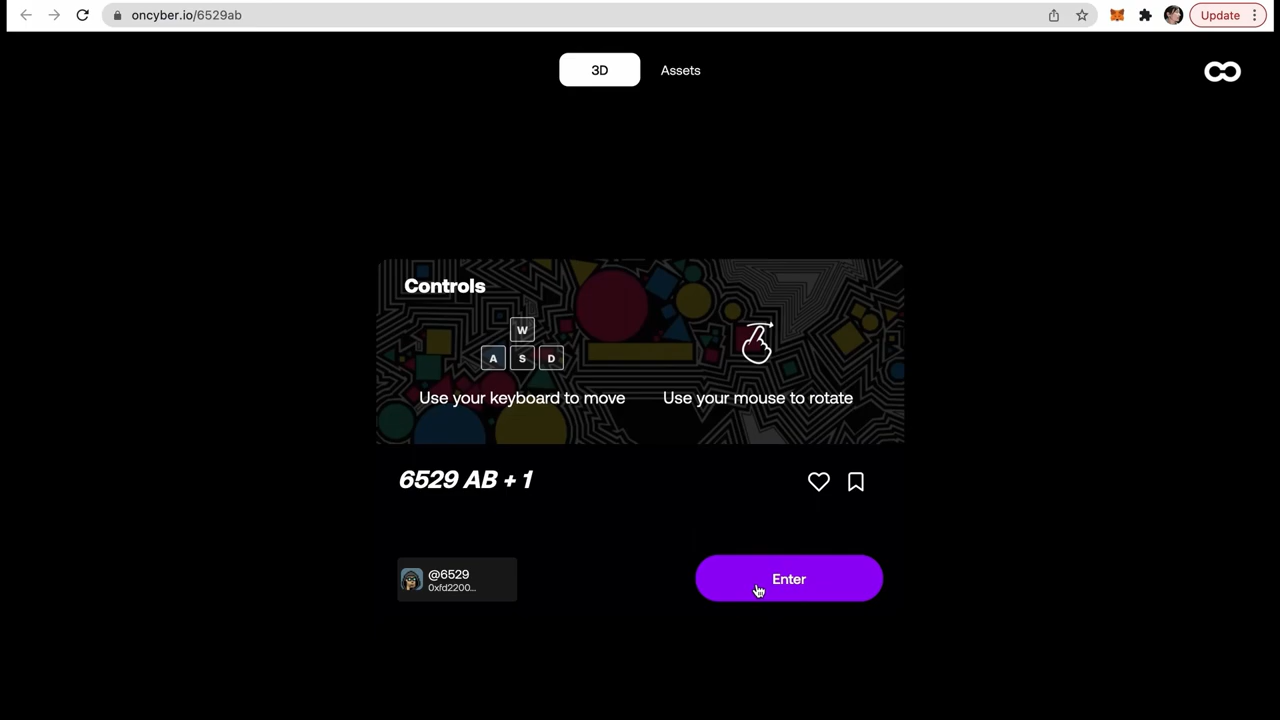 oncyber.io/6529ab
Update
3D
Assets
Controls
W
A S D
Use your keyboard to move
Use your mouse to rotate
6529 AB + 1
@6529
0xfd2200...
Enter